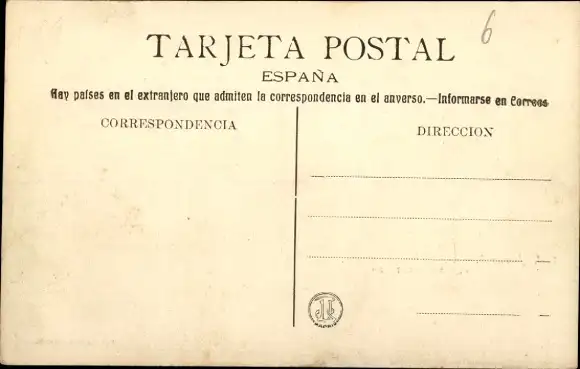 6
TARJETA POSTAL
ESPAÑA
Hay países en el extranjero que admiten la correspondencia en el anverso.—Informarse en Correos
CORRESPONDENCIA
DIRECCION